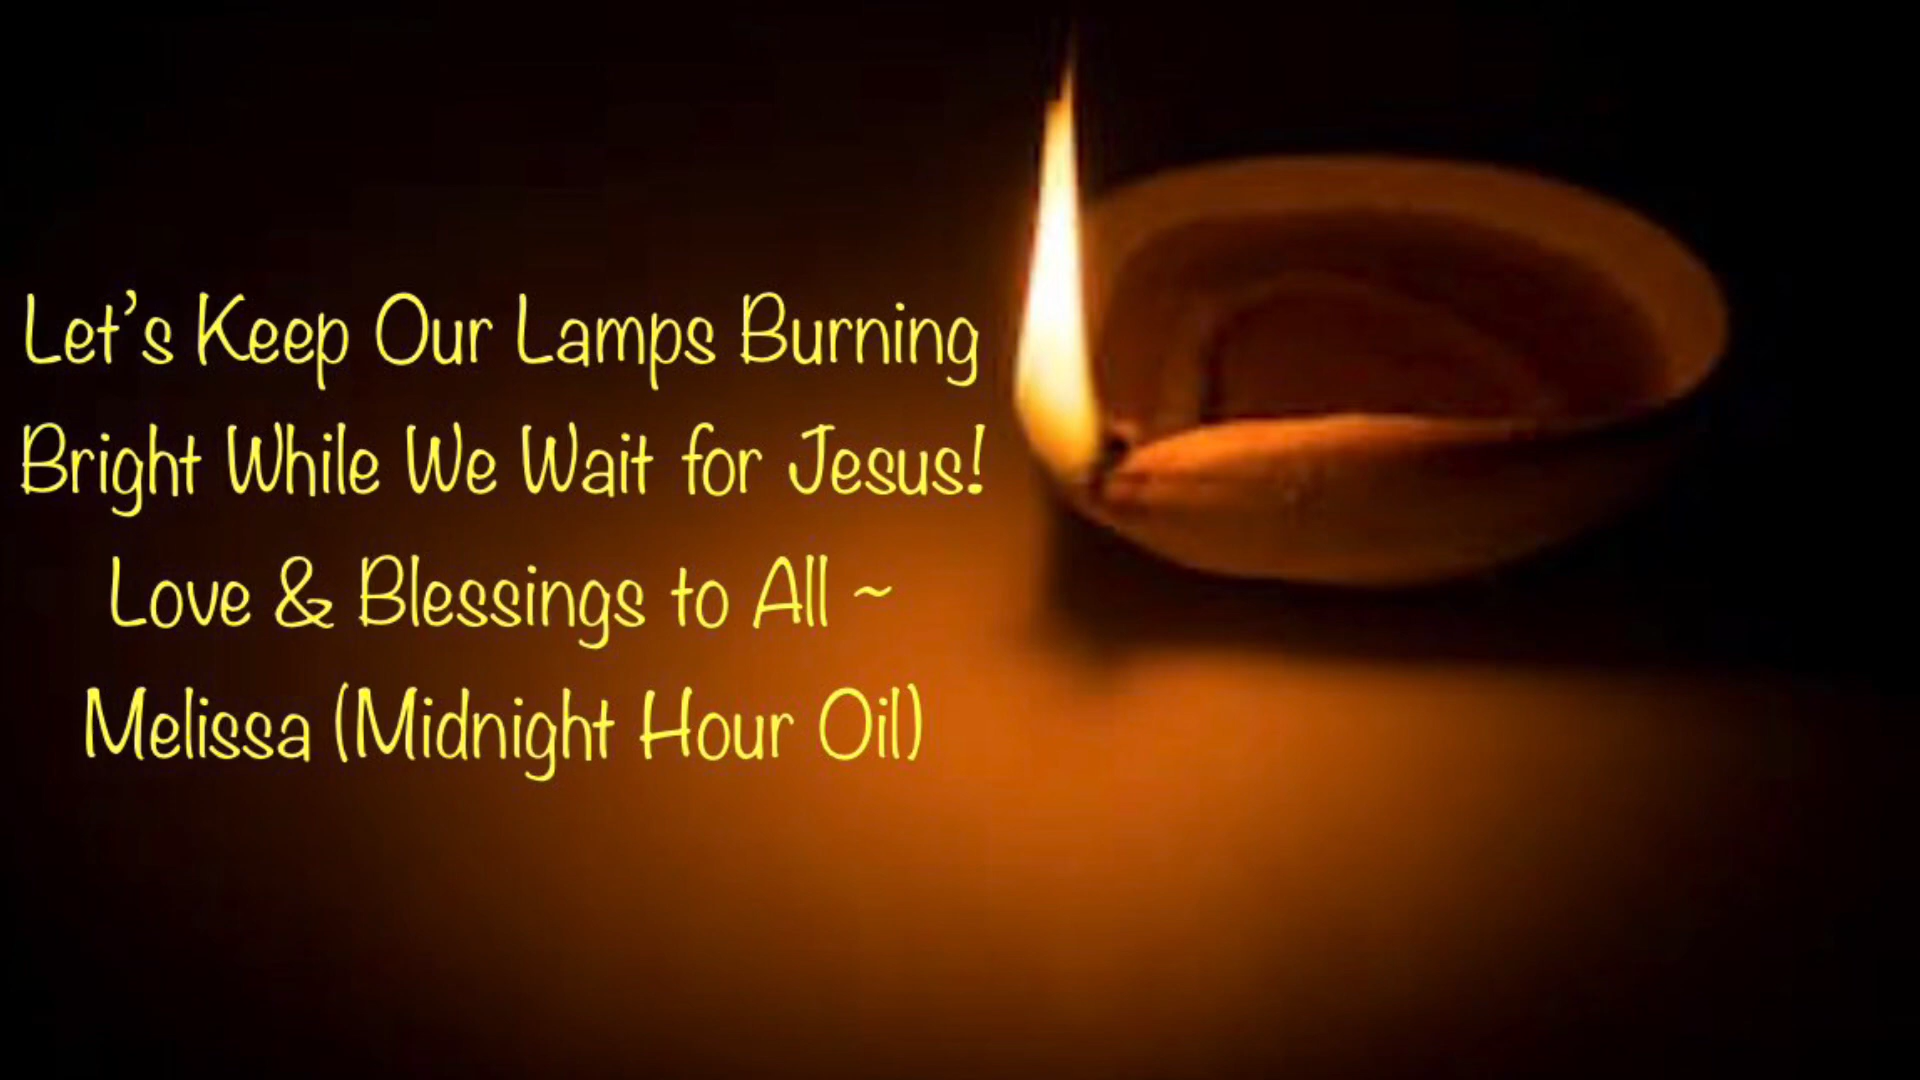 Let's Keep Our Lamps Burning
Bright While We Wait for Jesus!
Love & Blessings to All ~
Melissa (Midnight Hour Oil)